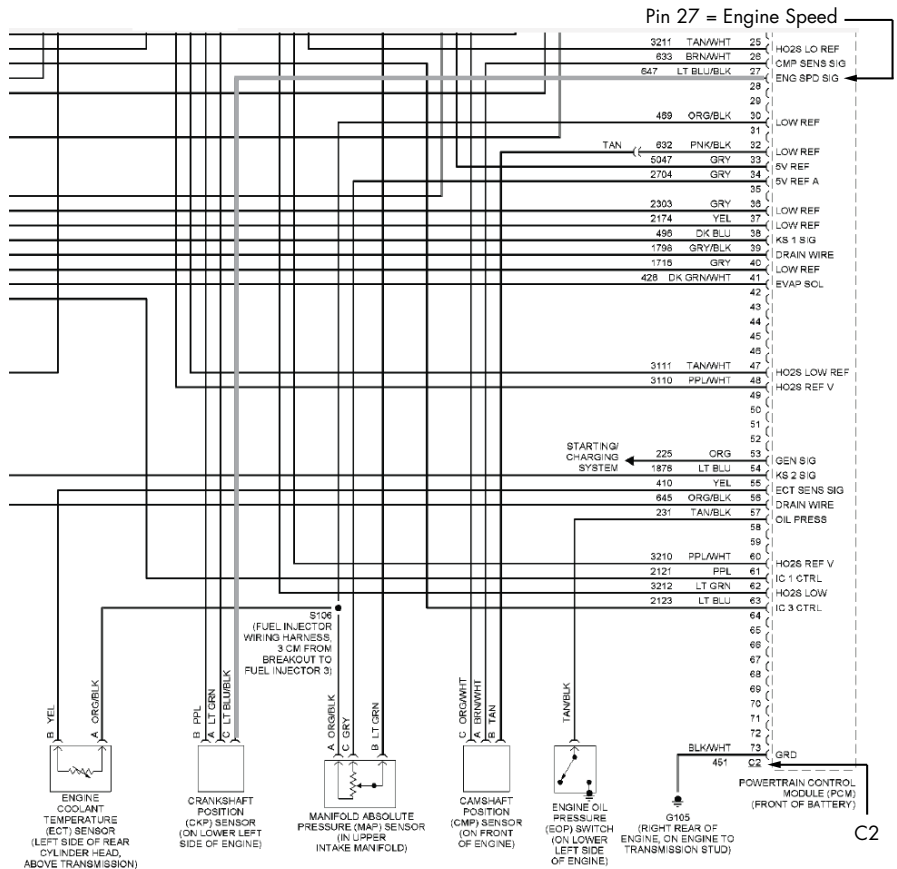 Pin 27 = Engine Speed
3211 TAN/WHT 25 HO2S LO REF
633 BRN/WHT 26 CMP SENS SIG
647 LT BLU/BLK 27 ENG SPD SIG
28
29
469 ORG/BLK 30 LOW REF
31
TAN 632 PNK/BLK 32 LOW REF
5047 GRY 33 5V REF
2704 GRY 34 5V REF A
35
2303 GRY 36 LOW REF
2174 YEL 37 LOW REF
496 DK BLU 38 KS 1 SIG
1796 GRY/BLK 39 DRAIN WIRE
1716 GRY 40 LOW REF
428 DK GRN/WHT 41 EVAP SOL
42
43
44
45
46
3111 TAN/WHT 47 HO2S LOW REF
3110 PPL/WHT 48 HO2S REF V
49
50
51
52
STARTING/
CHARGING
SYSTEM
225 ORG 53 GEN SIG
1876 LT BLU 54 KS 2 SIG
410 YEL 55 ECT SENS SIG
645 ORG/BLK 56 DRAIN WIRE
231 TAN/BLK 57 OIL PRESS
58
59
3210 PPL/WHT 60 HO2S REF V
2121 PPL 61 IC 1 CTRL
3212 LT GRN 62 HO2S LOW
2123 LT BLU 63 IC 3 CTRL
64
65
66
67
68
69
70
71
72
BLK/WHT 73 GRD
451 C2
S106
(FUEL INJECTOR
WIRING HARNESS,
3 CM FROM
BREAKOUT TO
FUEL INJECTOR 3)
B YEL
A ORG/BLK
B PPL
A LT GRN
C LT BLU/BLK
A ORG/BLK
C GRY
B LT GRN
C ORG/WHT
A BRN/WHT
B TAN
TAN/BLK
ENGINE
COOLANT
TEMPERATURE
(ECT) SENSOR
(LEFT SIDE OF REAR
CYLINDER HEAD,
ABOVE TRANSMISSION)
CRANKSHAFT
POSITION
(CKP) SENSOR
(ON LOWER LEFT
SIDE OF ENGINE)
MANIFOLD ABSOLUTE
PRESSURE (MAP) SENSOR
(IN UPPER
INTAKE MANIFOLD)
CAMSHAFT
POSITION
(CMP) SENSOR
(ON FRONT
OF ENGINE)
ENGINE OIL
PRESSURE
(EOP) SWITCH
(ON LOWER
LEFT SIDE
OF ENGINE)
G105
(RIGHT REAR OF
ENGINE, ON ENGINE TO
TRANSMISSION STUD)
POWERTRAIN CONTROL
MODULE (PCM)
(FRONT OF BATTERY)
C2